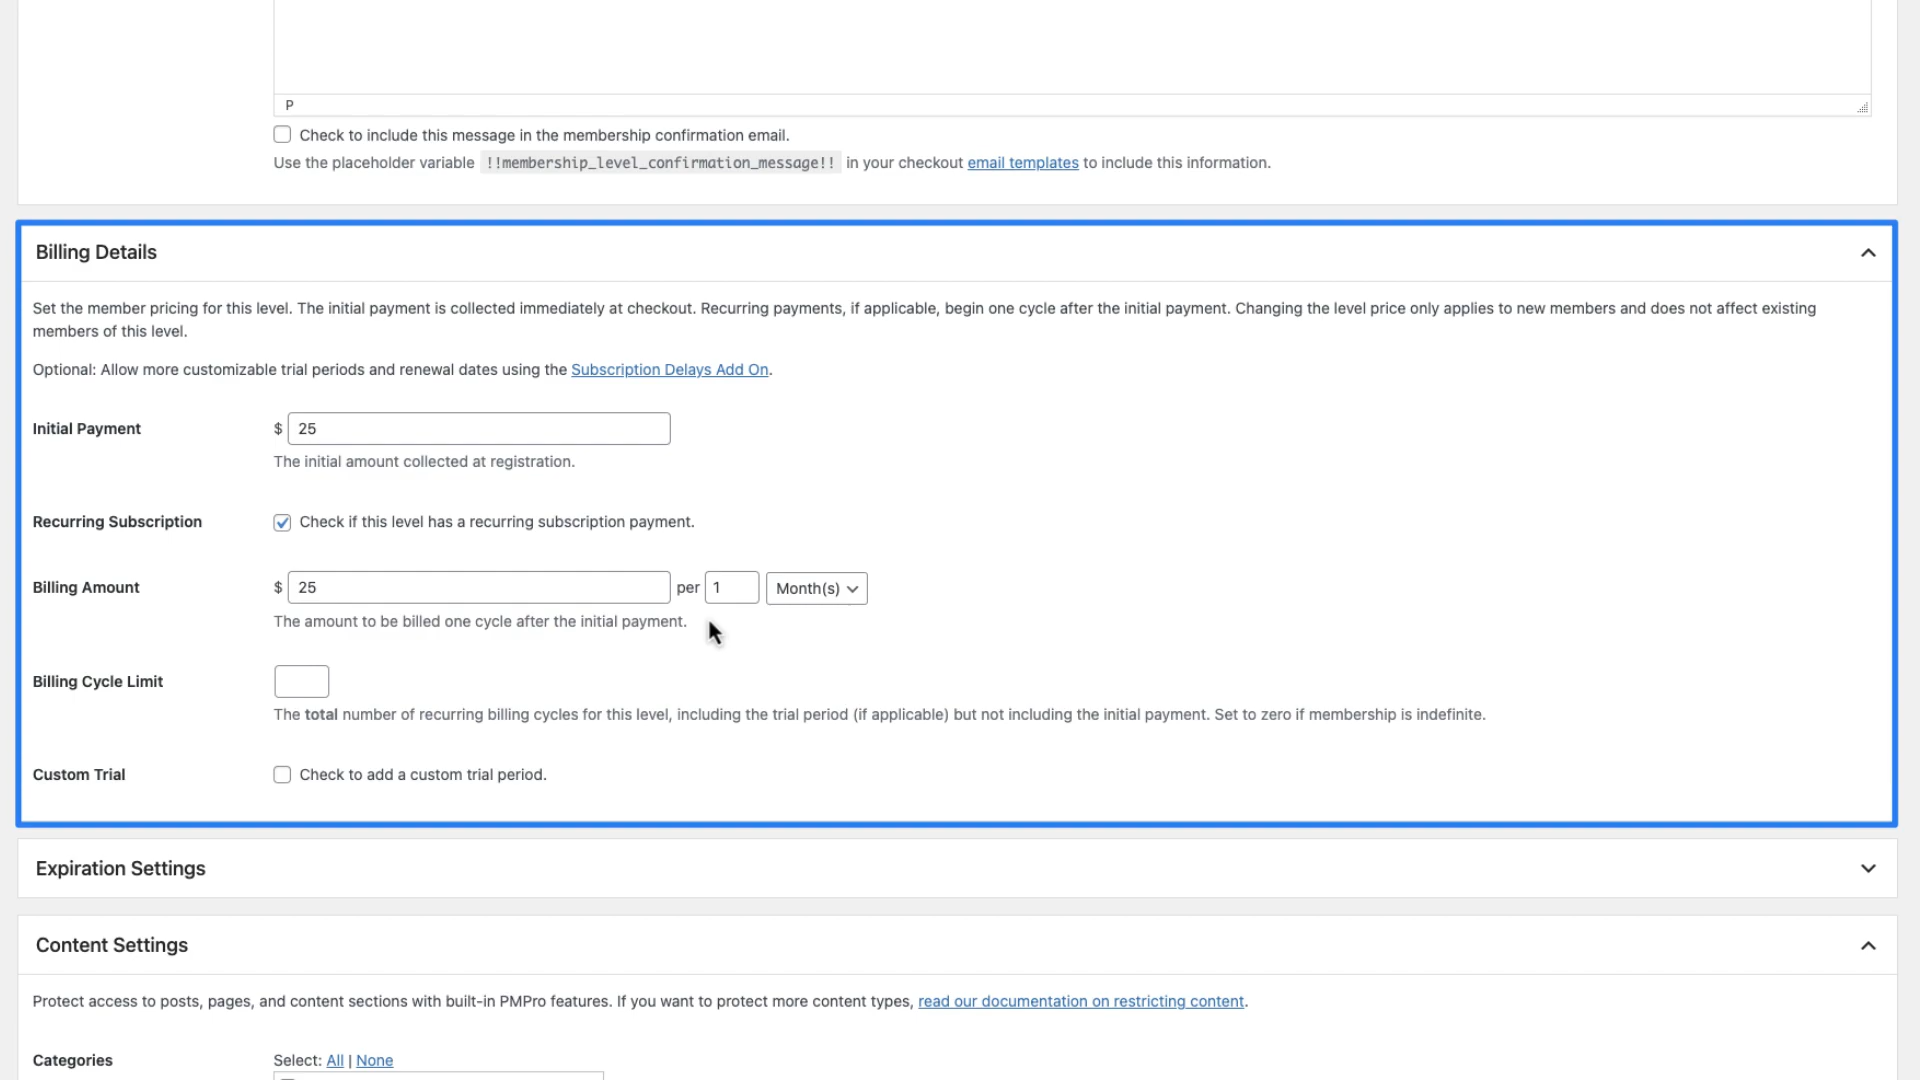 P
Check to include this message in the membership confirmation email.
Use the placeholder variable !!membership_level_confirmation_message!! in your checkout email templates to include this information.
Billing Details
Set the member pricing for this level. The initial payment is collected immediately at checkout. Recurring payments, if applicable, begin one cycle after the initial payment. Changing the level price only applies to new members and does not affect existing
members of this level.
Optional: Allow more customizable trial periods and renewal dates using the Subscription Delays Add On.
Initial Payment $ 25
The initial amount collected at registration.
Recurring Subscription Check if this level has a recurring subscription payment.
Billing Amount $ 25 per 1 Month(s)
The amount to be billed one cycle after the initial payment.
Billing Cycle Limit
The total number of recurring billing cycles for this level, including the trial period (if applicable) but not including the initial payment. Set to zero if membership is indefinite.
Custom Trial Check to add a custom trial period.
Expiration Settings
Content Settings
Protect access to posts, pages, and content sections with built-in PMPro features. If you want to protect more content types, read our documentation on restricting content.
Categories Select: All | None